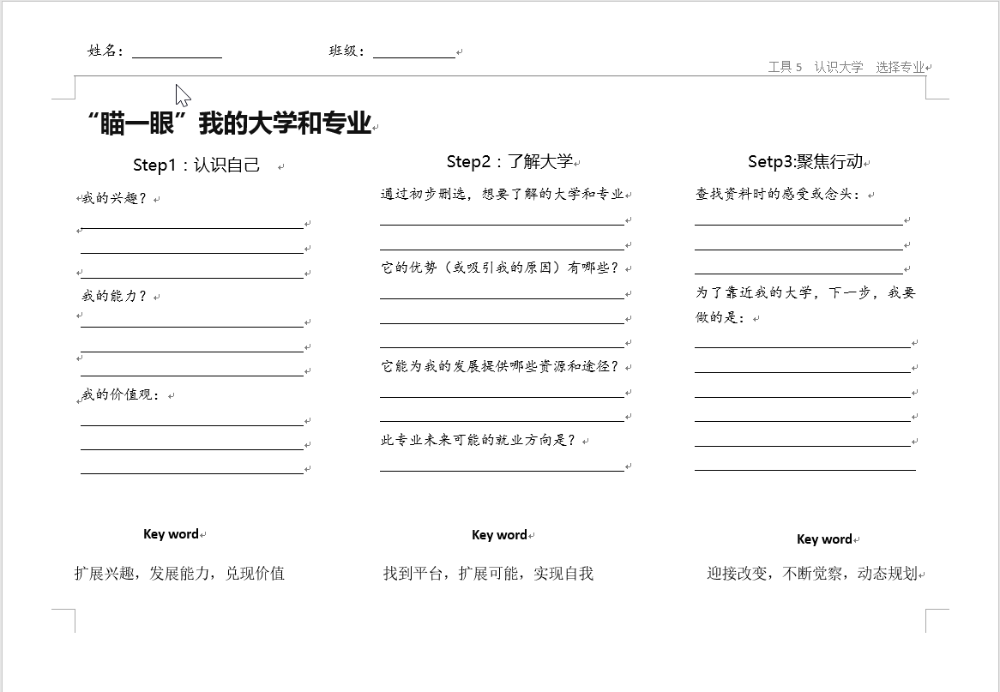 姓名： 班级：
工具 5 认识大学 选择专业
“瞄一眼”我的大学和专业
Step1：认识自己
我的兴趣？
我的能力？
我的价值观：
Step2：了解大学
通过初步删选，想要了解的大学和专业
它的优势（或吸引我的原因）有哪些？
它能为我的发展提供哪些资源和途径？
此专业未来可能的就业方向是？
Setp3:聚焦行动
查找资料时的感受或念头：
为了靠近我的大学，下一步，我要
做的是：
Key word
扩展兴趣，发展能力，兑现价值
Key word
找到平台，扩展可能，实现自我
Key word
迎接改变，不断觉察，动态规划